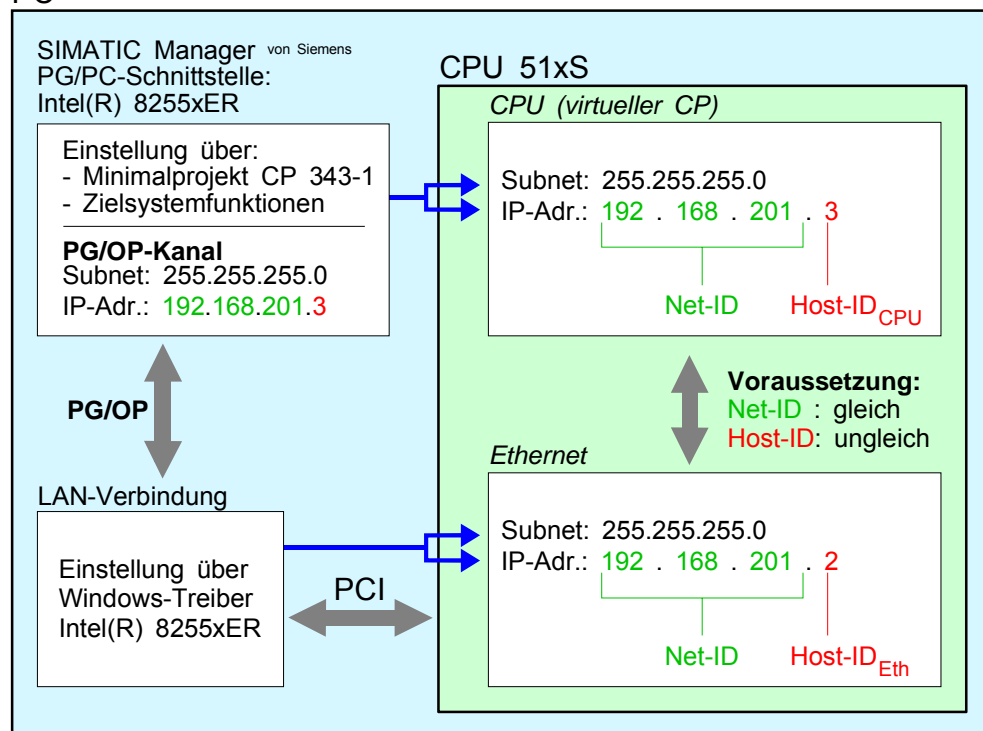 SIMATIC Manager von Siemens
PG/PC-Schnittstelle:
Intel(R) 8255xER
Einstellung über:
- Minimalprojekt CP 343-1
- Zielsystemfunktionen
PG/OP-Kanal
Subnet: 255.255.255.0
IP-Adr.: 192.168.201.3
PG/OP
LAN-Verbindung
Einstellung über
Windows-Treiber
Intel(R) 8255xER
PCI
CPU 51xS
CPU (virtueller CP)
Subnet: 255.255.255.0
IP-Adr.: 192 . 168 . 201 . 3
Net-ID Host-ID CPU
Voraussetzung:
Net-ID : gleich
Host-ID: ungleich
Ethernet
Subnet: 255.255.255.0
IP-Adr.: 192 . 168 . 201 . 2
Net-ID Host-ID Eth